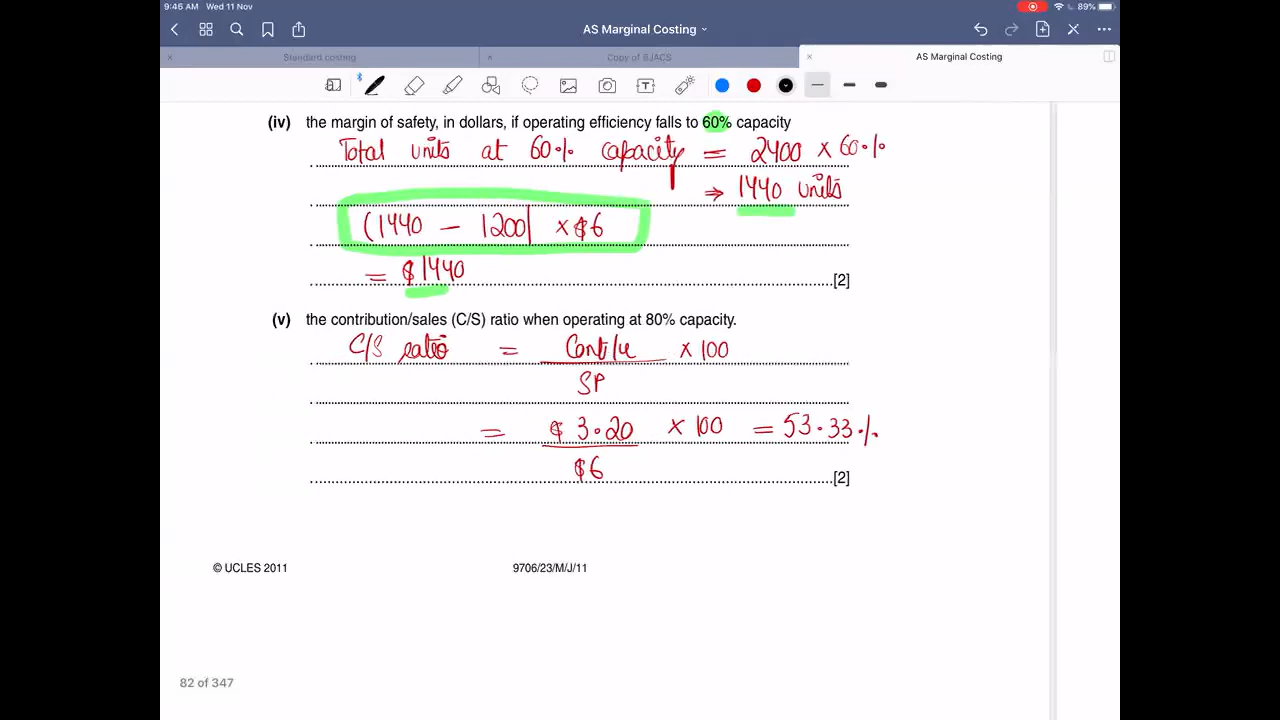 9:46 AM Wed 11 Nov
89%
AS Marginal Costing
Standard costing
Copy of BJACS
AS Marginal Costing
(iv) the margin of safety, in dollars, if operating efficiency falls to 60% capacity
Total units at 60% capacity = 2400 × 60%
⇒ 1440 units
(1440 - 1200) × $6
= $1440
[2]
(v) the contribution/sales (C/S) ratio when operating at 80% capacity.
C/S ratio = Cont/u × 100
SP
= $3.20 × 100 = 53.33%
$6
[2]
© UCLES 2011
9706/23/M/J/11
82 of 347